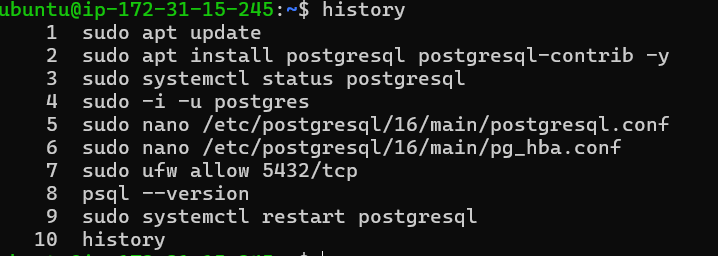 ubuntu@ip-172-31-15-245:~$ history
1 sudo apt update
2 sudo apt install postgresql postgresql-contrib -y
3 sudo systemctl status postgresql
4 sudo -i -u postgres
5 sudo nano /etc/postgresql/16/main/postgresql.conf
6 sudo nano /etc/postgresql/16/main/pg_hba.conf
7 sudo ufw allow 5432/tcp
8 psql --version
9 sudo systemctl restart postgresql
10 history